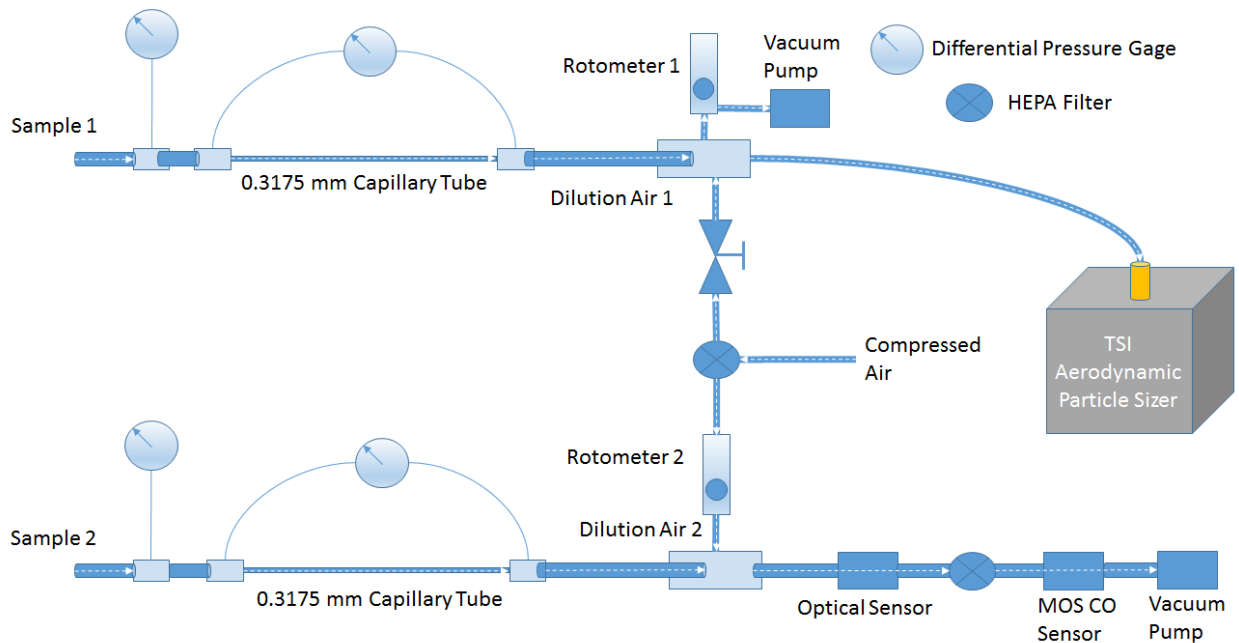 Sample 1
0.3175 mm Capillary Tube
Rotometer 1
Vacuum
Pump
Differential Pressure Gage
HEPA Filter
Dilution Air 1
Compressed
Air
TSI
Aerodynamic
Particle Sizer
Rotometer 2
Dilution Air 2
Sample 2
0.3175 mm Capillary Tube
Optical Sensor
MOS CO
Sensor
Vacuum
Pump